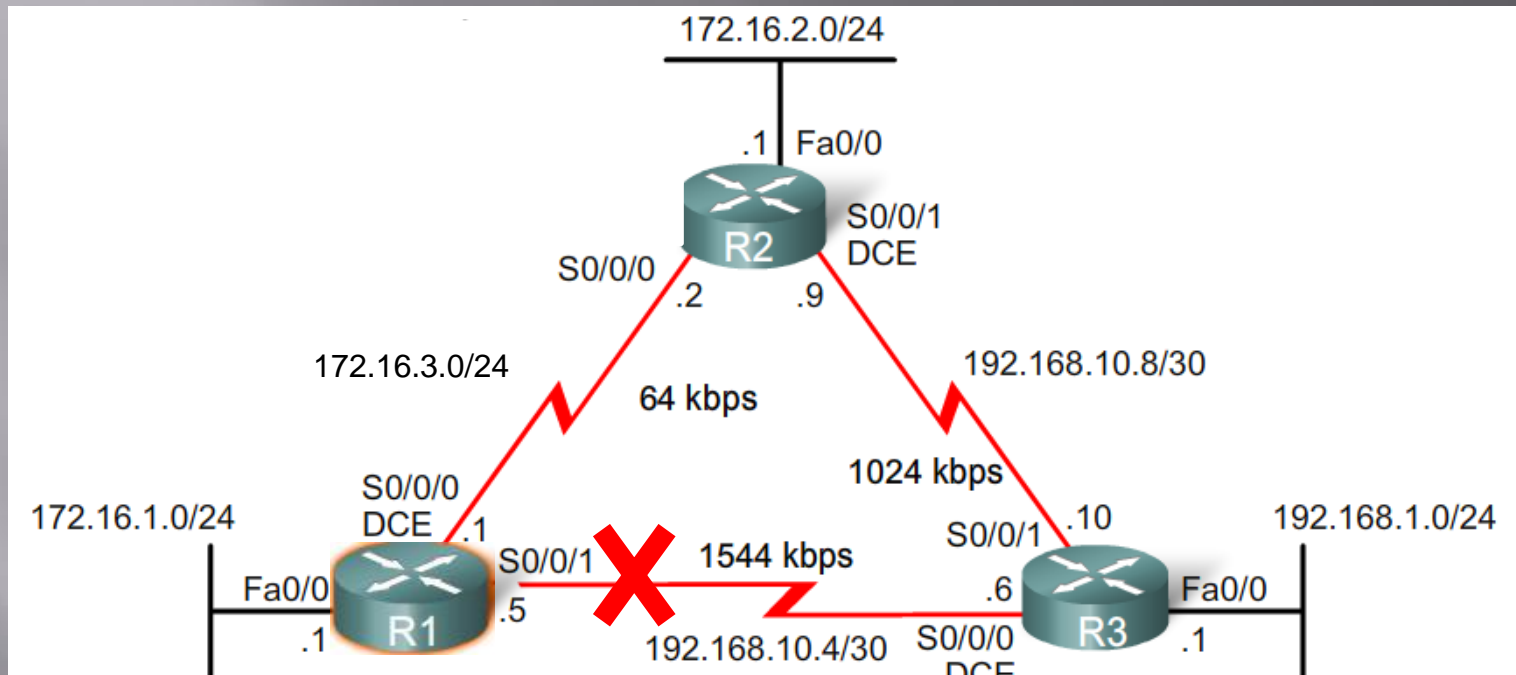 172.16.2.0/24
.1 Fa0/0
R2
S0/0/1
DCE
S0/0/0
.2
.9
172.16.3.0/24
192.168.10.8/30
64 kbps
1024 kbps
S0/0/0
DCE
.1
172.16.1.0/24
.10
192.168.1.0/24
S0/0/1
S0/0/1
1544 kbps
Fa0/0
.5
.6
Fa0/0
.1
R1
192.168.10.4/30
S0/0/0
DCE
R3
.1